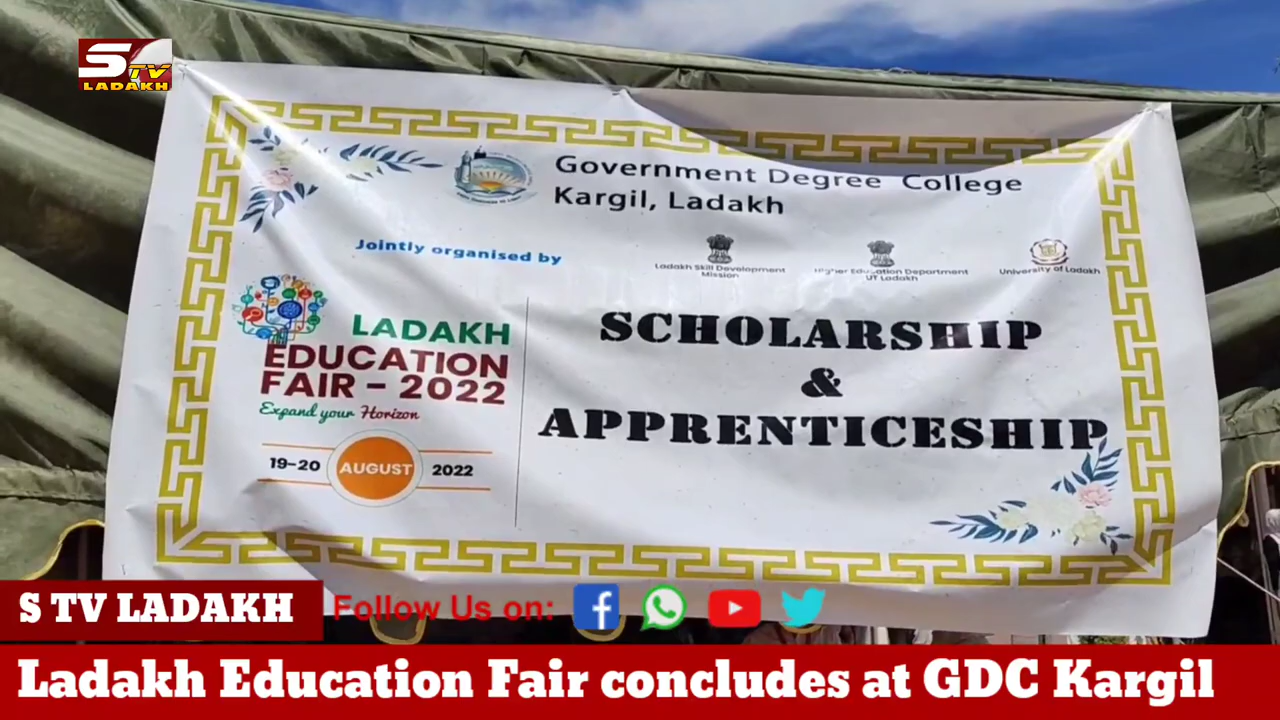 S TV
LADAKH
Government Degree College
Kargil, Ladakh
Jointly organised by
Ladakh Skill Development
Mission
Higher Education Department
UT Ladakh
University of Ladakh
LADAKH
EDUCATION
FAIR - 2022
Expand your Horizon
19-20 AUGUST 2022
SCHOLARSHIP
&
APPRENTICESHIP
S TV LADAKH
Follow Us on:
Ladakh Education Fair concludes at GDC Kargil